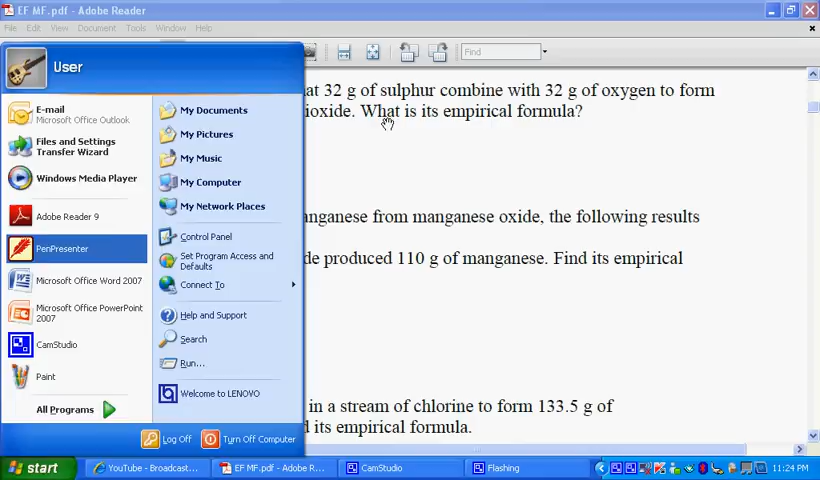 EF MF.pdf - Adobe Reader
File Edit View Document Tools Window Help
Find
User
E-mail
Microsoft Office Outlook
Files and Settings
Transfer Wizard
Windows Media Player
Adobe Reader 9
PenPresenter
Microsoft Office Word 2007
Microsoft Office PowerPoint
2007
CamStudio
Paint
All Programs
My Documents
My Pictures
My Music
My Computer
My Network Places
Control Panel
Set Program Access and
Defaults
Connect To
Help and Support
Search
Run...
Welcome to LENOVO
Log Off
Turn Off Computer
at 32 g of sulphur combine with 32 g of oxygen to form
ioxide. What is its empirical formula?
anganese from manganese oxide, the following results
de produced 110 g of manganese. Find its empirical
in a stream of chlorine to form 133.5 g of
d its empirical formula.
start
YouTube - Broadcast...
EF MF.pdf - Adobe R...
CamStudio
Flashing
11:24 PM